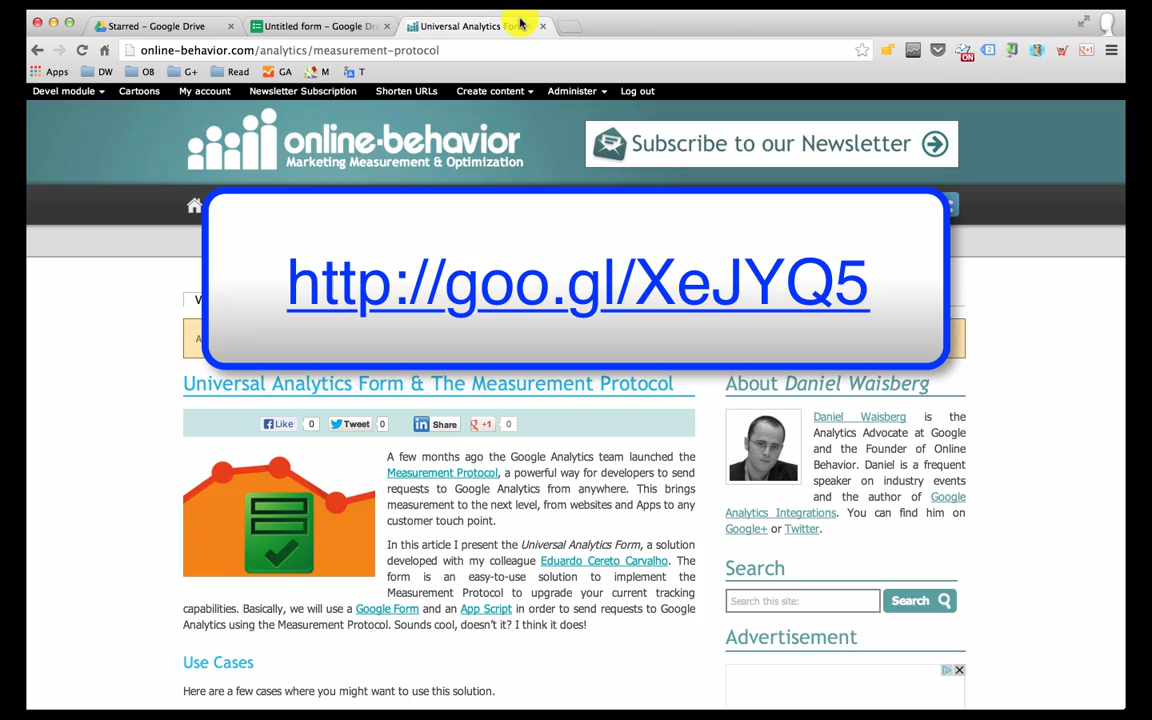 Starred – Google Drive
Untitled form – Google Dri
Universal Analytics Fo
online-behavior.com/analytics/measurement-protocol
Apps DW OB G+ Read GA M T
Devel module My account Cartoons Newsletter Subscription Shorten URLs Create content Administer Log out
online-behavior
Marketing Measurement & Optimization
Subscribe to our Newsletter
http://goo.gl/XeJYQ5
Universal Analytics Form & The Measurement Protocol
Like 0 Tweet 0 Share +1 0
A few months ago the Google Analytics team launched the
Measurement Protocol, a powerful way for developers to send
requests to Google Analytics from anywhere. This brings
measurement to the next level, from websites and Apps to any
customer touch point.
In this article I present the Universal Analytics Form, a solution
developed with my colleague Eduardo Cereto Carvalho. The
form is an easy-to-use solution to implement the
Measurement Protocol to upgrade your current tracking
capabilities. Basically, we will use a Google Form and an App Script in order to send requests to Google
Analytics using the Measurement Protocol. Sounds cool, doesn't it? I think it does!
Use Cases
Here are a few cases where you might want to use this solution.
About Daniel Waisberg
Daniel Waisberg is the
Analytics Advocate at Google
and the Founder of Online
Behavior. Daniel is a frequent
speaker on industry events
and the author of Google
Analytics Integrations. You can find him on
Google+ or Twitter.
Search
Search this site:
Search
Advertisement